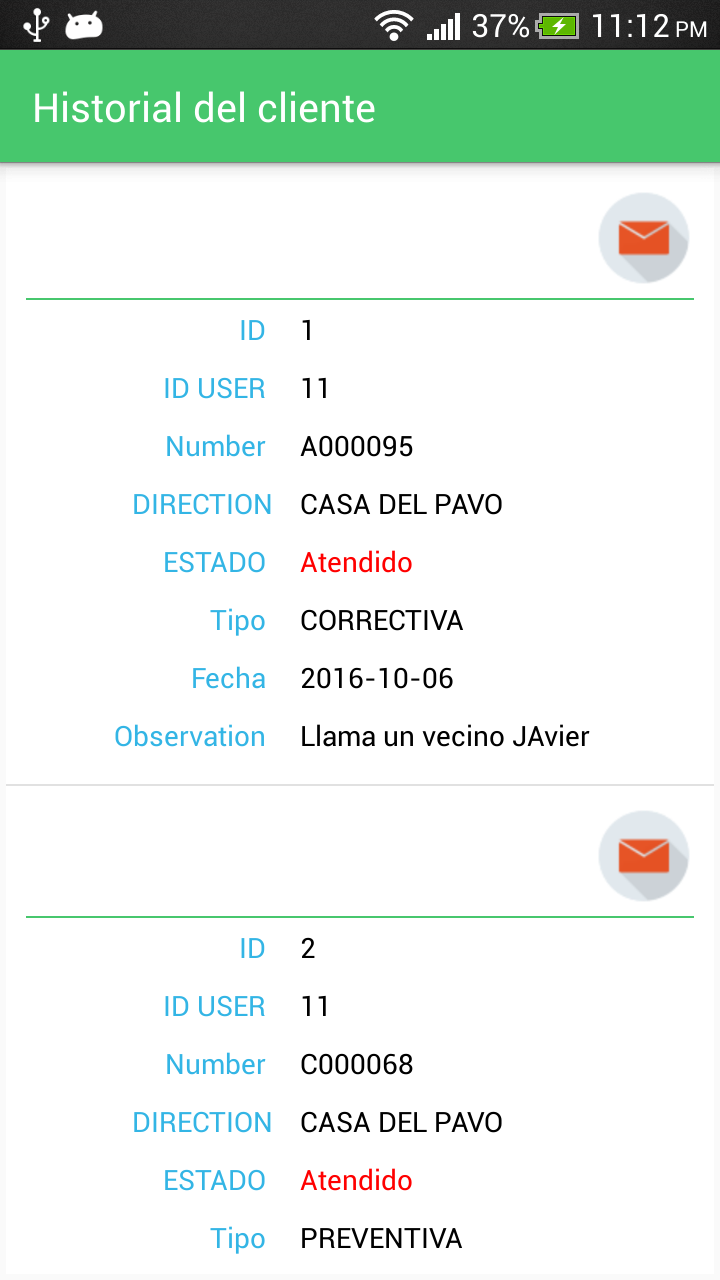 37% 11:12 PM
Historial del cliente
ID 1
ID USER 11
Number A000095
DIRECTION CASA DEL PAVO
ESTADO Atendido
Tipo CORRECTIVA
Fecha 2016-10-06
Observation Llama un vecino JAvier
ID 2
ID USER 11
Number C000068
DIRECTION CASA DEL PAVO
ESTADO Atendido
Tipo PREVENTIVA